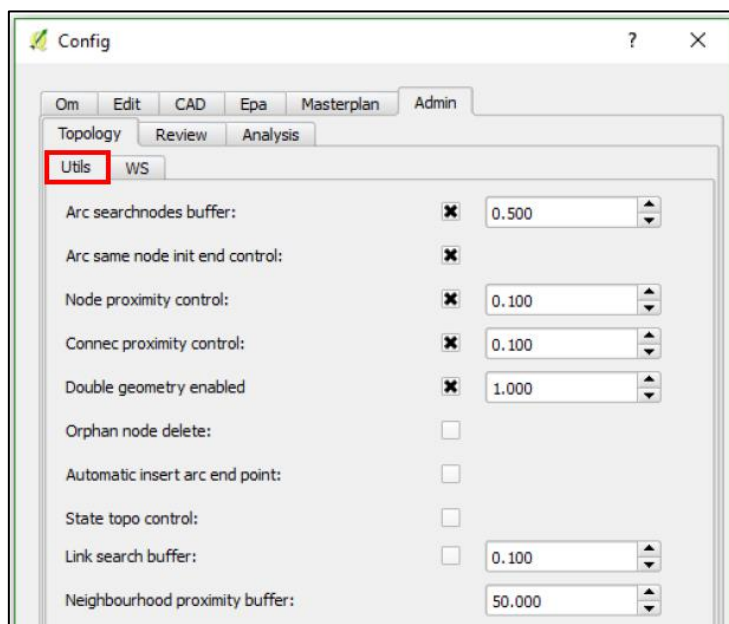 Config ? ×
Om Edit CAD Epa Masterplan Admin
Topology Review Analysis
Utils WS
Arc searchnodes buffer: 0.500
Arc same node init end control:
Node proximity control: 0.100
Connec proximity control: 0.100
Double geometry enabled 1.000
Orphan node delete:
Automatic insert arc end point:
State topo control:
Link search buffer: 0.100
Neighbourhood proximity buffer: 50.000